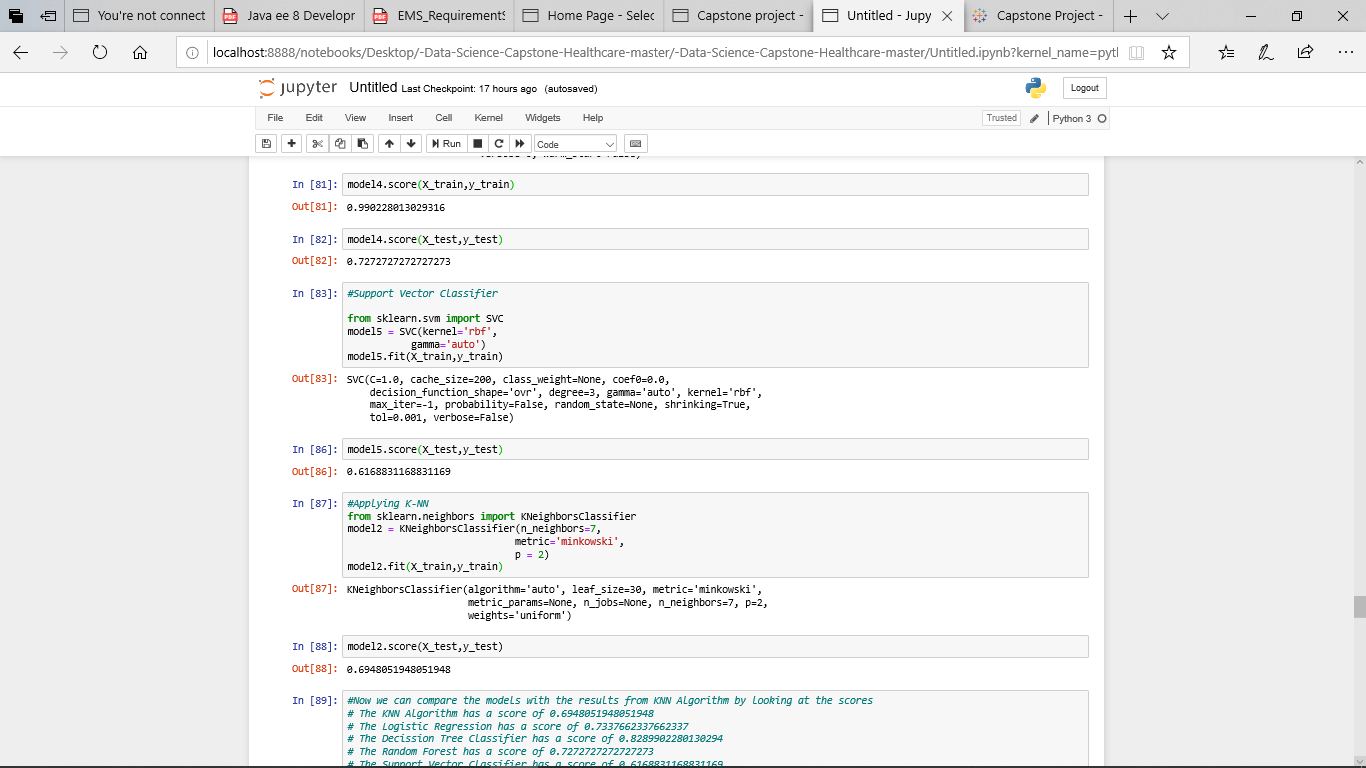 You're not connect
Java ee 8 Developr
EMS_Requirements
Home Page - Selec
Capstone project -
Untitled - Jupy
Capstone Project -
localhost:8888/notebooks/Desktop/-Data-Science-Capstone-Healthcare-master/-Data-Science-Capstone-Healthcare-master/Untitled.ipynb?kernel_name=pyt
jupyter Untitled Last Checkpoint: 17 hours ago (autosaved)
Logout
File Edit View Insert Cell Kernel Widgets Help
Trusted Python 3
Run Code
In [81]: model4.score(X_train,y_train)
Out[81]: 0.990228013029316
In [82]: model4.score(X_test,y_test)
Out[82]: 0.7272727272727273
In [83]: #Support Vector Classifier
from sklearn.svm import SVC
model5 = SVC(kernel='rbf',
gamma='auto')
model5.fit(X_train,y_train)
Out[83]: SVC(C=1.0, cache_size=200, class_weight=None, coef0=0.0,
decision_function_shape='ovr', degree=3, gamma='auto', kernel='rbf',
max_iter=-1, probability=False, random_state=None, shrinking=True,
tol=0.001, verbose=False)
In [86]: model5.score(X_test,y_test)
Out[86]: 0.6168831168831169
In [87]: #Applying K-NN
from sklearn.neighbors import KNeighborsClassifier
model2 = KNeighborsClassifier(n_neighbors=7,
metric='minkowski',
p = 2)
model2.fit(X_train,y_train)
Out[87]: KNeighborsClassifier(algorithm='auto', leaf_size=30, metric='minkowski',
metric_params=None, n_jobs=None, n_neighbors=7, p=2,
weights='uniform')
In [88]: model2.score(X_test,y_test)
Out[88]: 0.6948051948051948
In [89]: #Now we can compare the models with the results from KNN Algorithm by looking at the scores
# The KNN Algorithm has a score of 0.6948051948051948
# The Logistic Regression has a score of 0.7337662337662337
# The Decission Tree Classifier has a score of 0.8289902280130294
# The Random Forest has a score of 0.7272727272727273
# The Support Vector Classifier has a score of 0.6168831168831169